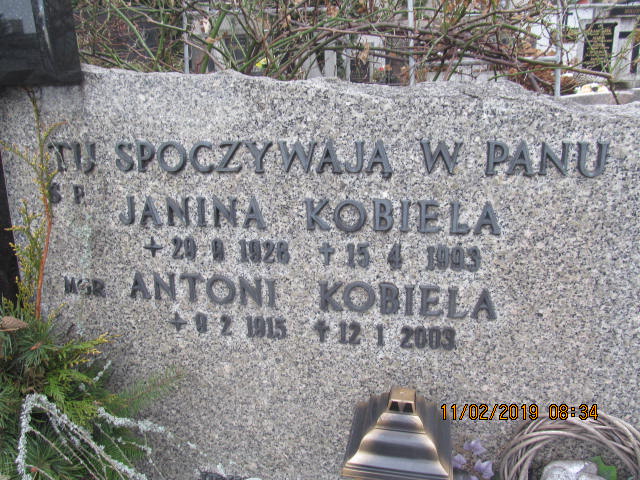 TU SPOCZYWAJĄ W PANU
Ś P
JANINA KOBIELA
+ 29 9 1928 † 15 4 1993
MGR ANTONI KOBIELA
+ 9 2 1915 † 12 1 2003
11/02/2019 08:34